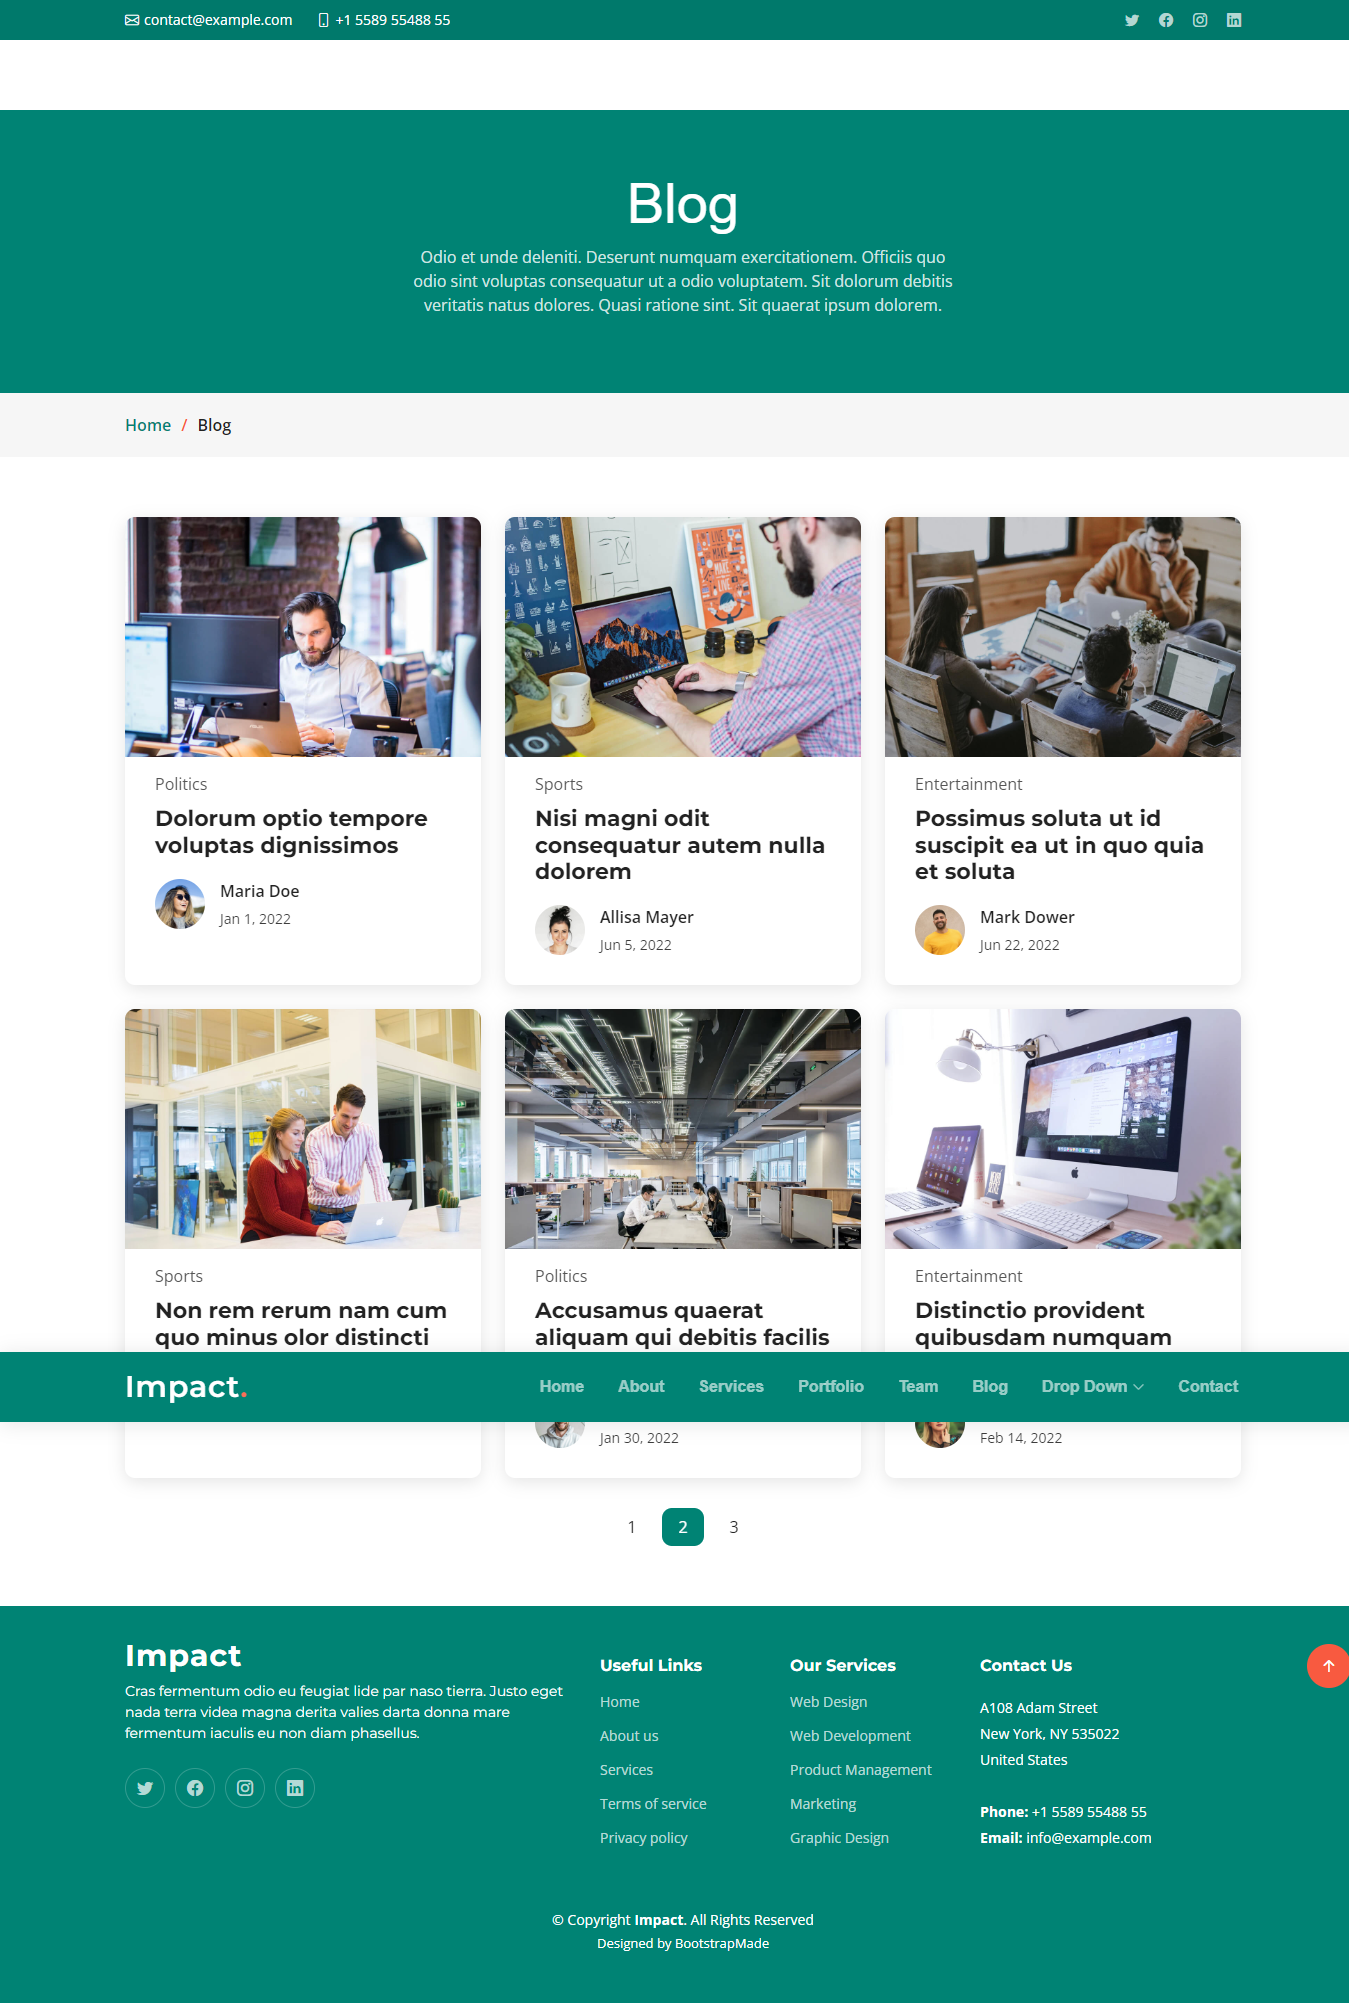 contact@example.com +1 5589 55488 55
Blog
Odio et unde deleniti. Deserunt numquam exercitationem. Officiis quo
odio sint voluptas consequatur ut a odio voluptatem. Sit dolorum debitis
veritatis natus dolores. Quasi ratione sint. Sit quaerat ipsum dolorem.
Home / Blog
Politics
Dolorum optio tempore
voluptas dignissimos
Maria Doe
Jan 1, 2022
Sports
Nisi magni odit
consequatur autem nulla
dolorem
Allisa Mayer
Jun 5, 2022
Entertainment
Possimus soluta ut id
suscipit ea ut in quo quia
et soluta
Mark Dower
Jun 22, 2022
Sports
Non rem rerum nam cum
quo minus olor distincti
Politics
Accusamus quaerat
aliquam qui debitis facilis
Entertainment
Distinctio provident
quibusdam numquam
Impact.
Home About Services Portfolio Team Blog Drop Down Contact
Jan 30, 2022
Feb 14, 2022
1 2 3
Impact
Cras fermentum odio eu feugiat lide par naso tierra. Justo eget
nada terra videa magna derita valies darta donna mare
fermentum iaculis eu non diam phasellus.
Useful Links
Home
About us
Services
Terms of service
Privacy policy
Our Services
Web Design
Web Development
Product Management
Marketing
Graphic Design
Contact Us
A108 Adam Street
New York, NY 535022
United States
Phone: +1 5589 55488 55
Email: info@example.com
© Copyright Impact. All Rights Reserved
Designed by BootstrapMade